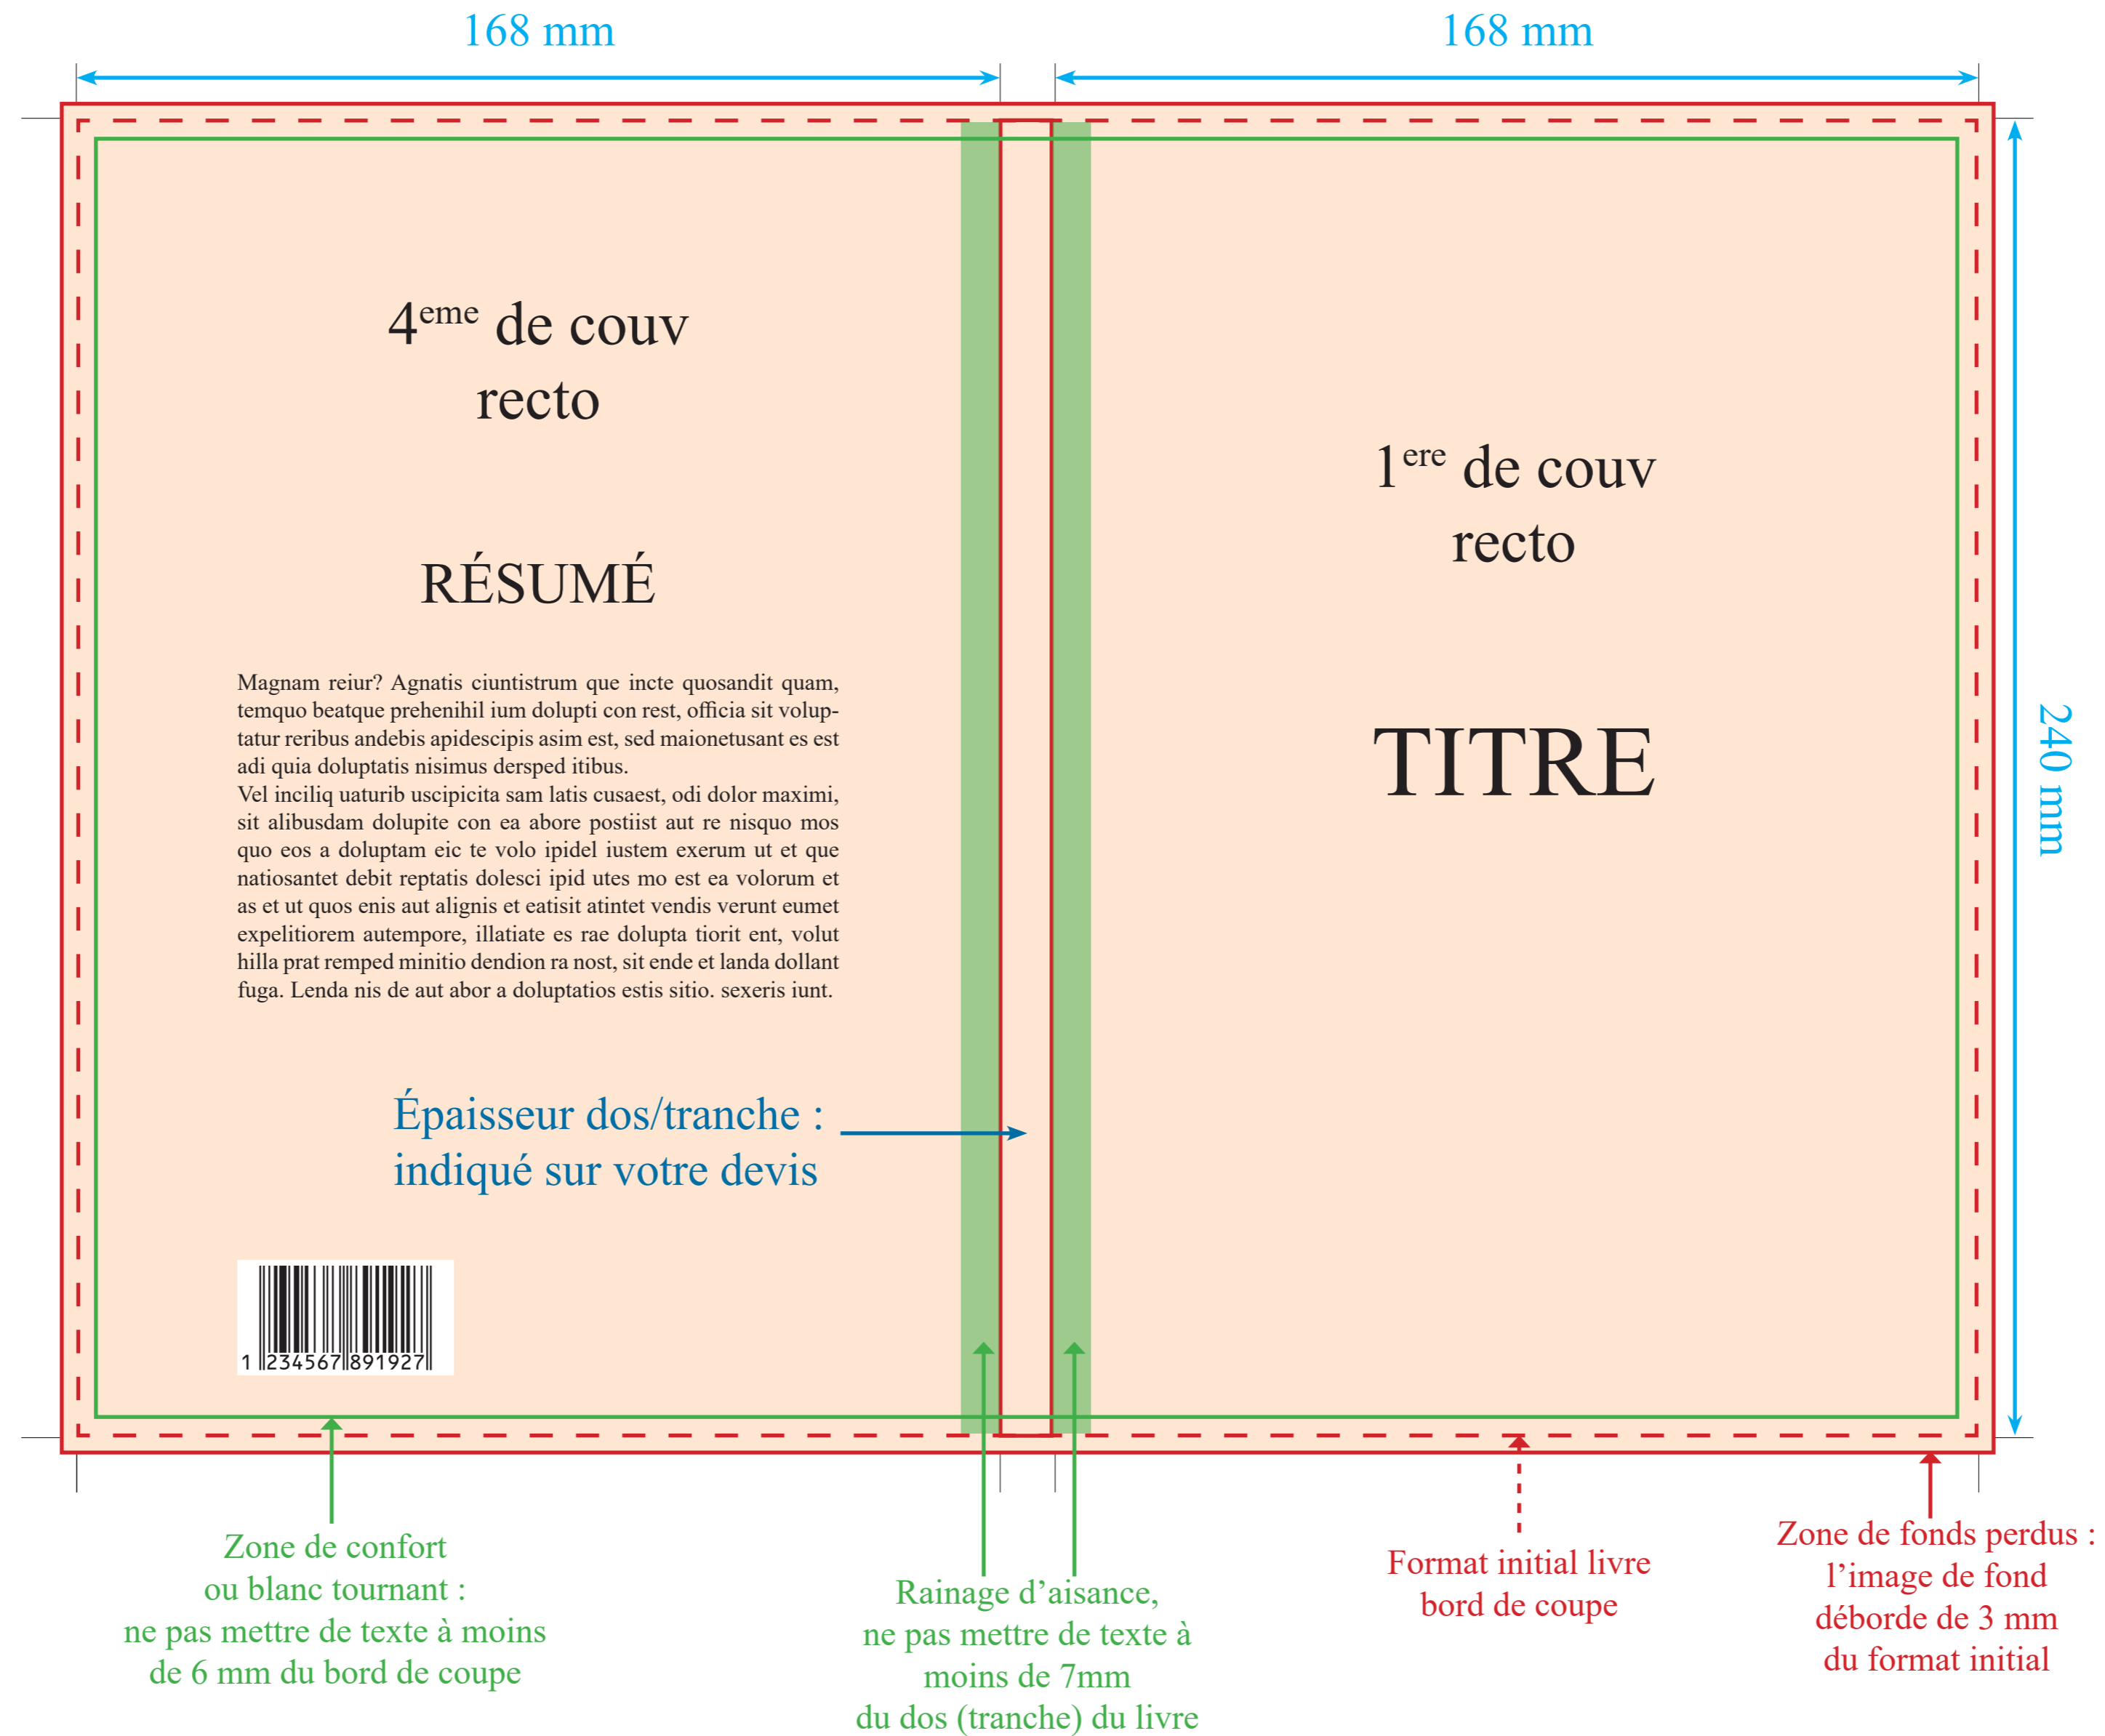 168 mm
168 mm
4eme de couv
recto
RÉSUMÉ
Magnam reiur? Agnatis ciuntistrum que incte quosandit quam,
temquo beatque prehenihil ium dolupti con rest, officia sit volup-
tatur reribus andebis apidescipis asim est, sed maionetusant es est
adi quia doluptatis nisimus dersped itibus.
Vel inciliq uaturib uscipicita sam latis cusaest, odi dolor maximi,
sit alibusdam dolupite con ea abore postiist aut re nisquo mos
quo eos a doluptam eic te volo ipidel iustem exerum ut et que
natiosantet debit reptatis dolesci ipid utes mo est ea volorum et
as et ut quos enis aut alignis et eatisit atintet vendis verunt eumet
expelitiorem autempore, illatiate es rae dolupta tiorit ent, volut
hilla prat remped minitio dendion ra nost, sit ende et landa dollant
fuga. Lenda nis de aut abor a doluptatios estis sitio. sexeris iunt.
Épaisseur dos/tranche :
indiqué sur votre devis
1 234567 891927
1ere de couv
recto
TITRE
240 mm
Zone de confort
ou blanc tournant :
ne pas mettre de texte à moins
de 6 mm du bord de coupe
Rainage d’aisance,
ne pas mettre de texte à
moins de 7mm
du dos (tranche) du livre
Format initial livre
bord de coupe
Zone de fonds perdus :
l’image de fond
déborde de 3 mm
du format initial